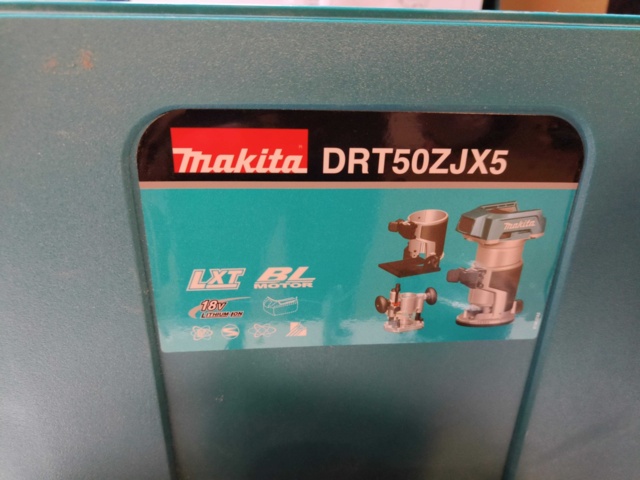 makita DRT50ZJX5
LXT BL
MOTOR
18V
LITHIUM-ION
makita